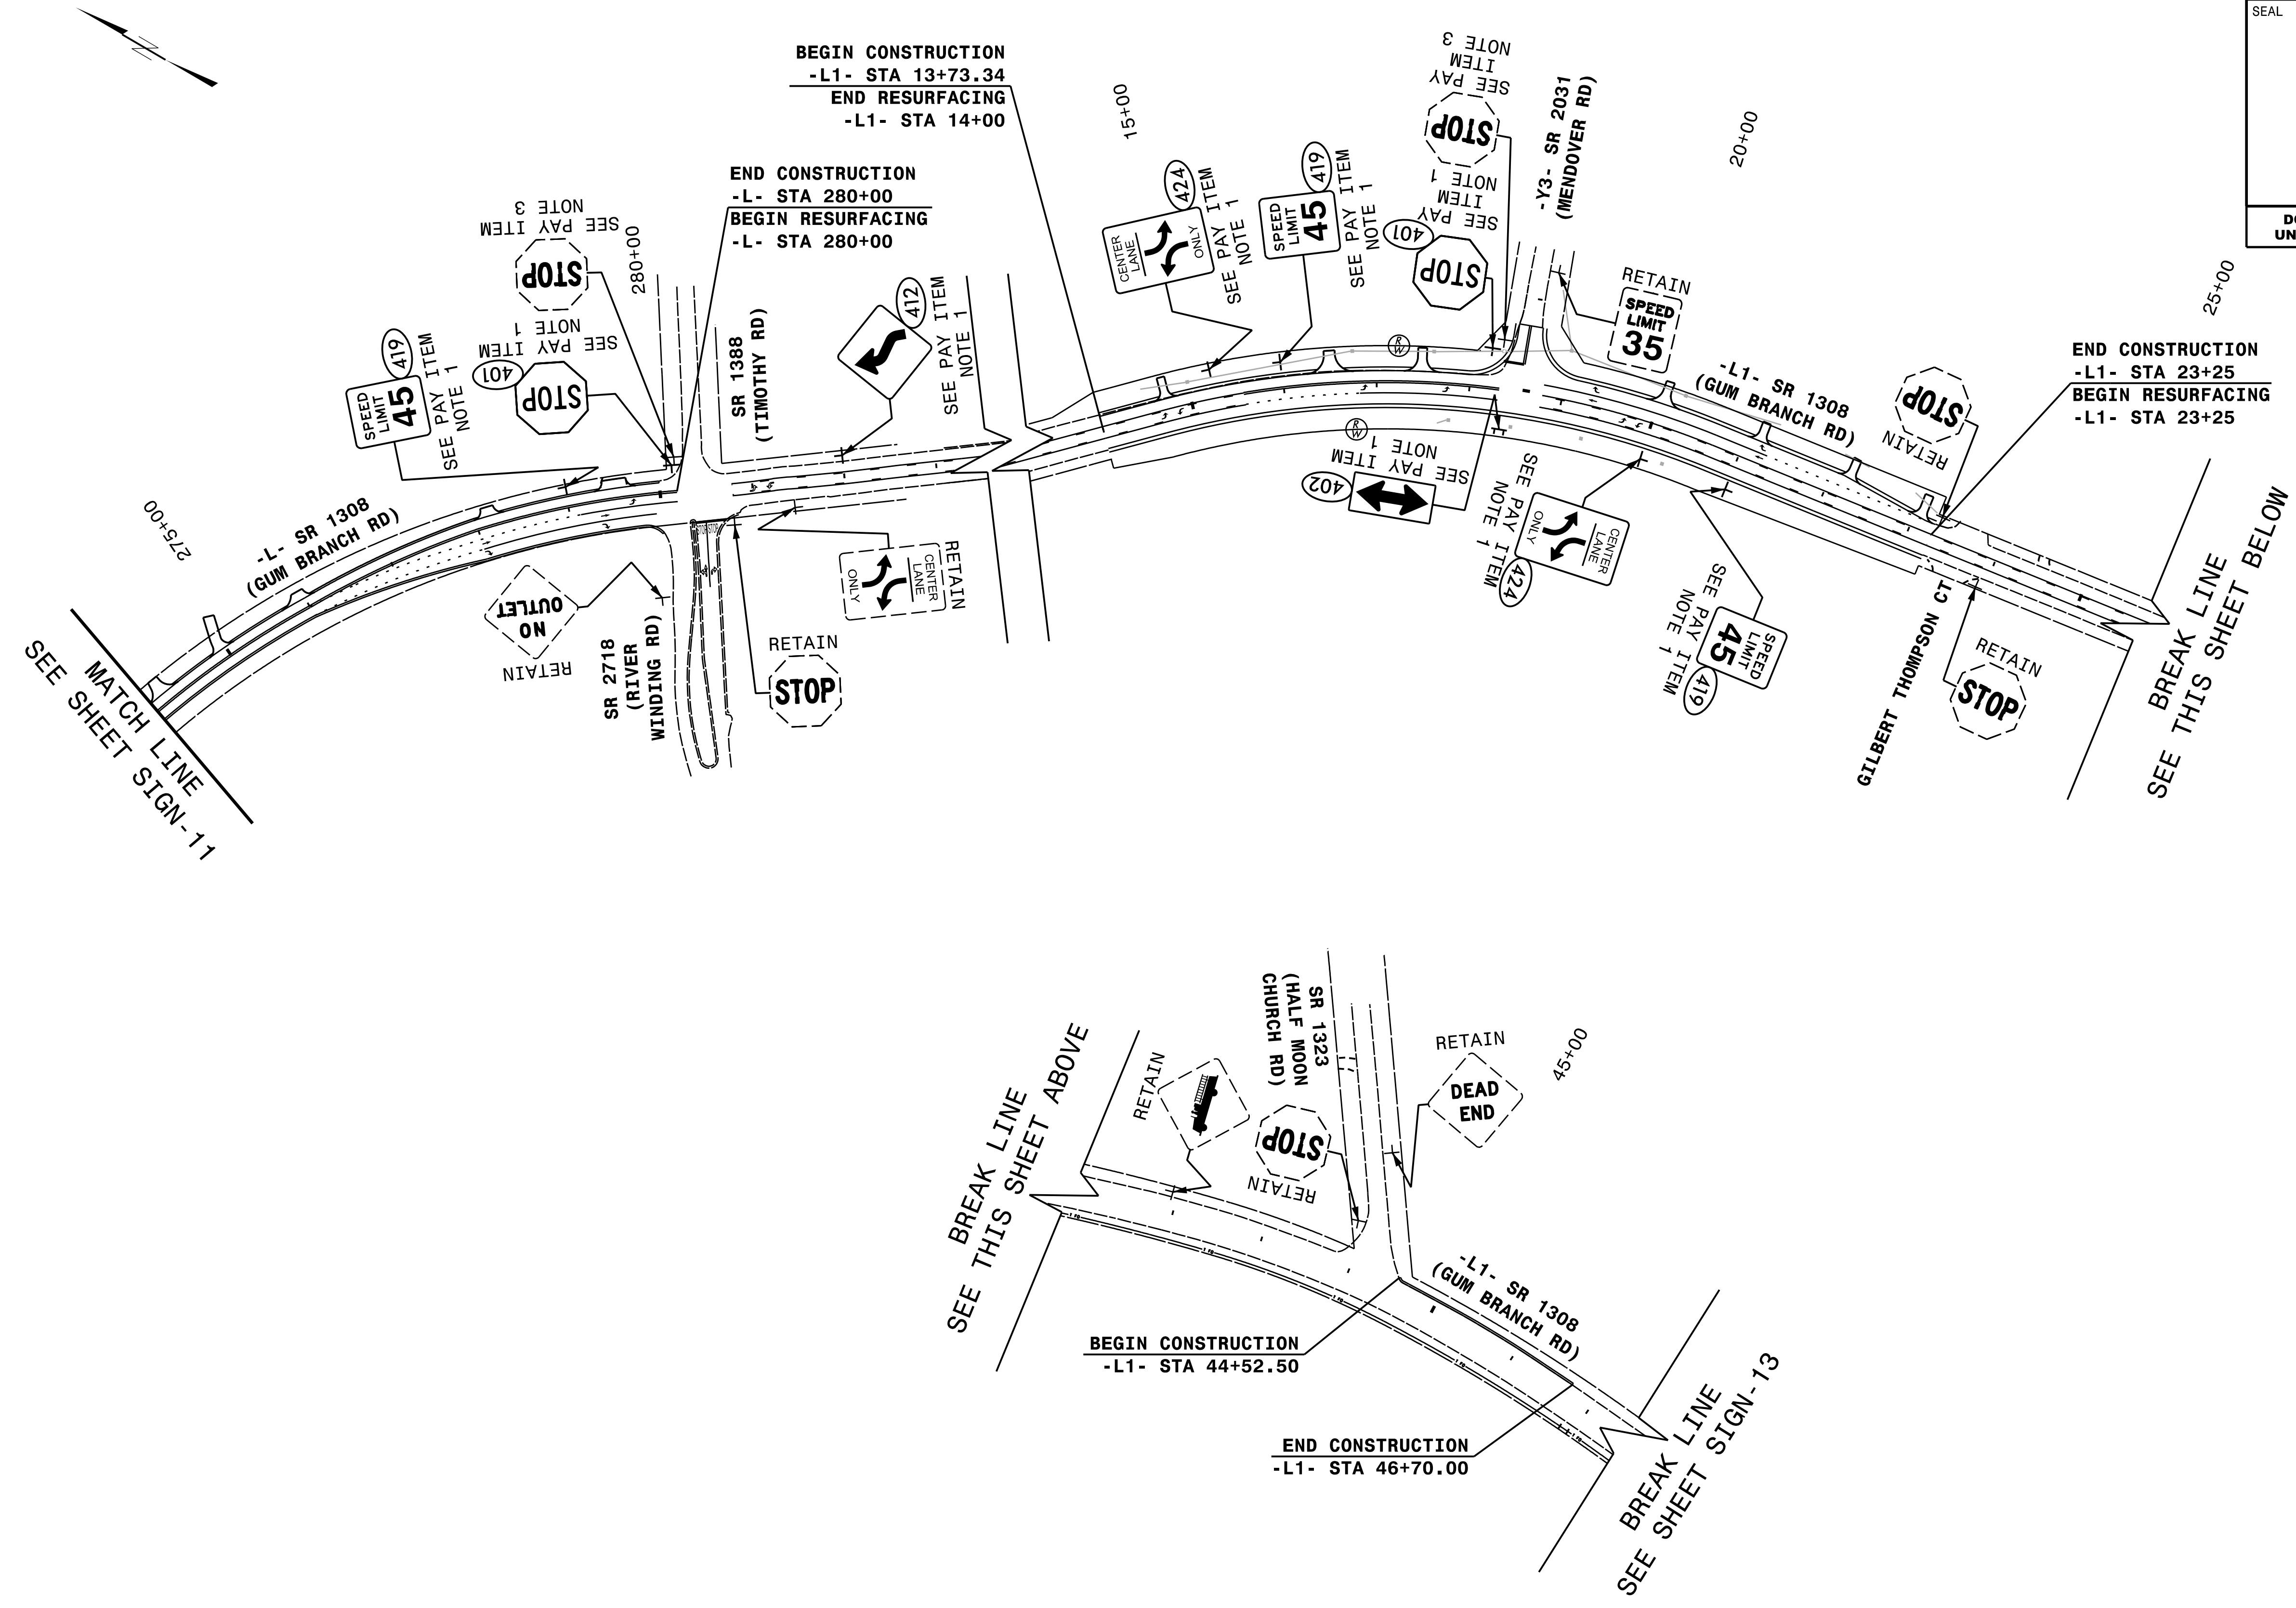 SEAL
N
BEGIN CONSTRUCTION
-L1- STA 13+73.34
END RESURFACING
-L1- STA 14+00
END CONSTRUCTION
-L- STA 280+00
BEGIN RESURFACING
-L- STA 280+00
275+00
-L- SR 1308
(GUM BRANCH RD)
MATCH LINE
SEE SHEET SIGN-11
SPEED
LIMIT
45
419
SEE PAY ITEM
NOTE 1
STOP
SEE PAY ITEM
NOTE 3
401
STOP
SEE PAY ITEM
NOTE 1
280+00
SR 1388
(TIMOTHY RD)
412
SEE PAY ITEM
NOTE 1
NO
OUTLET
RETAIN
SR 2718
(RIVER
WINDING RD)
RETAIN
STOP
CENTER
LANE
ONLY
RETAIN
15+00
CENTER
LANE
ONLY
424
SEE PAY ITEM
NOTE 1
SPEED
LIMIT
45
419
SEE PAY ITEM
NOTE 1
STOP
SEE PAY
ITEM
NOTE 3
401
STOP
SEE PAY
ITEM
NOTE 1
-Y3- SR 2031
(MENDOVER RD)
20+00
RETAIN
SPEED
LIMIT
35
R
W
R
W
402
SEE PAY ITEM
NOTE 1
CENTER
LANE
ONLY
424
SEE PAY ITEM
NOTE 1
SPEED
LIMIT
45
419
SEE PAY ITEM
NOTE 1
-L1- SR 1308
(GUM BRANCH RD)
STOP
RETAIN
25+00
END CONSTRUCTION
-L1- STA 23+25
BEGIN RESURFACING
-L1- STA 23+25
GILBERT THOMPSON CT
RETAIN
STOP
BREAK LINE
SEE THIS SHEET BELOW
BREAK LINE
SEE THIS SHEET ABOVE
RETAIN
STOP
RETAIN
SR 1323
(HALF MOON
CHURCH RD)
RETAIN
DEAD
END
45+00
-L1- SR 1308
(GUM BRANCH RD)
BEGIN CONSTRUCTION
-L1- STA 44+52.50
END CONSTRUCTION
-L1- STA 46+70.00
BREAK LINE
SEE SHEET SIGN-13